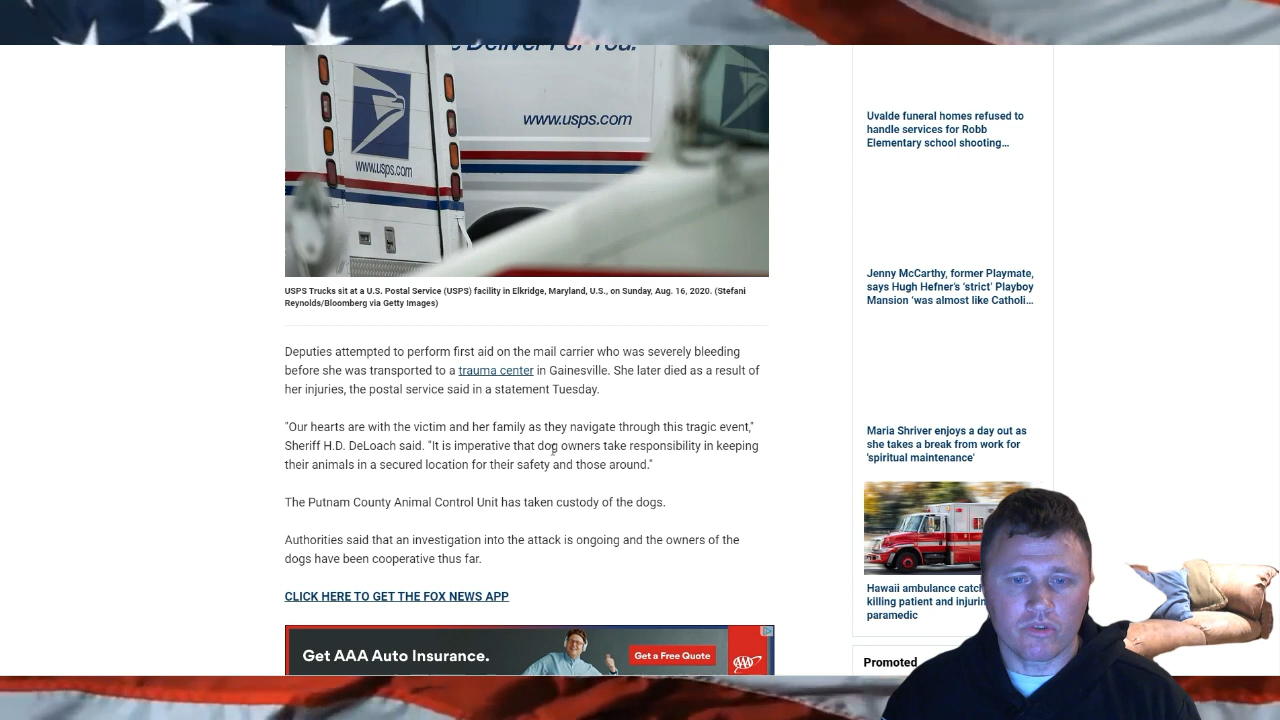 e Deliver For You.
www.usps.com
www.usps.com
USPS Trucks sit at a U.S. Postal Service (USPS) facility in Elkridge, Maryland, U.S., on Sunday, Aug. 16, 2020. (Stefani
Reynolds/Bloomberg via Getty Images)
Deputies attempted to perform first aid on the mail carrier who was severely bleeding
before she was transported to a trauma center in Gainesville. She later died as a result of
her injuries, the postal service said in a statement Tuesday.
"Our hearts are with the victim and her family as they navigate through this tragic event,"
Sheriff H.D. DeLoach said. "It is imperative that dog owners take responsibility in keeping
their animals in a secured location for their safety and those around."
The Putnam County Animal Control Unit has taken custody of the dogs.
Authorities said that an investigation into the attack is ongoing and the owners of the
dogs have been cooperative thus far.
CLICK HERE TO GET THE FOX NEWS APP
Get AAA Auto Insurance.
Get a Free Quote
AAA
Uvalde funeral homes refused to
handle services for Robb
Elementary school shooting…
Jenny McCarthy, former Playmate,
says Hugh Hefner's 'strict' Playboy
Mansion 'was almost like Catholi…
Maria Shriver enjoys a day out as
she takes a break from work for
'spiritual maintenance'
Hawaii ambulance catc
killing patient and injurin
paramedic
Promoted